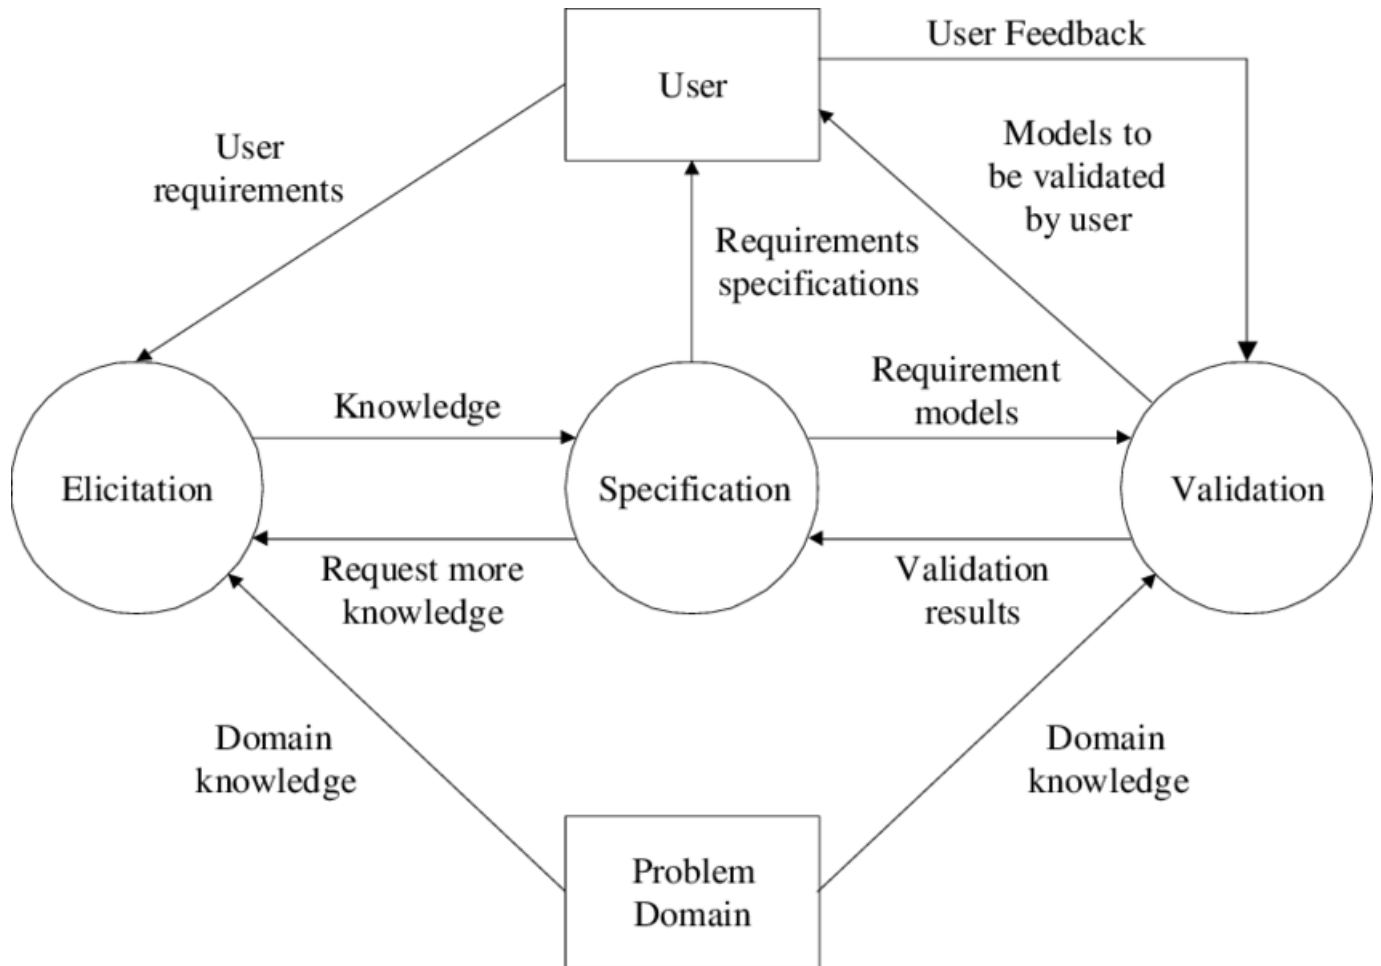 User Feedback
User
Models to
be validated
by user
User
requirements
Requirements
specifications
Requirement
models
Knowledge
Elicitation
Specification
Validation
Request more
knowledge
Validation
results
Domain
knowledge
Domain
knowledge
Problem
Domain